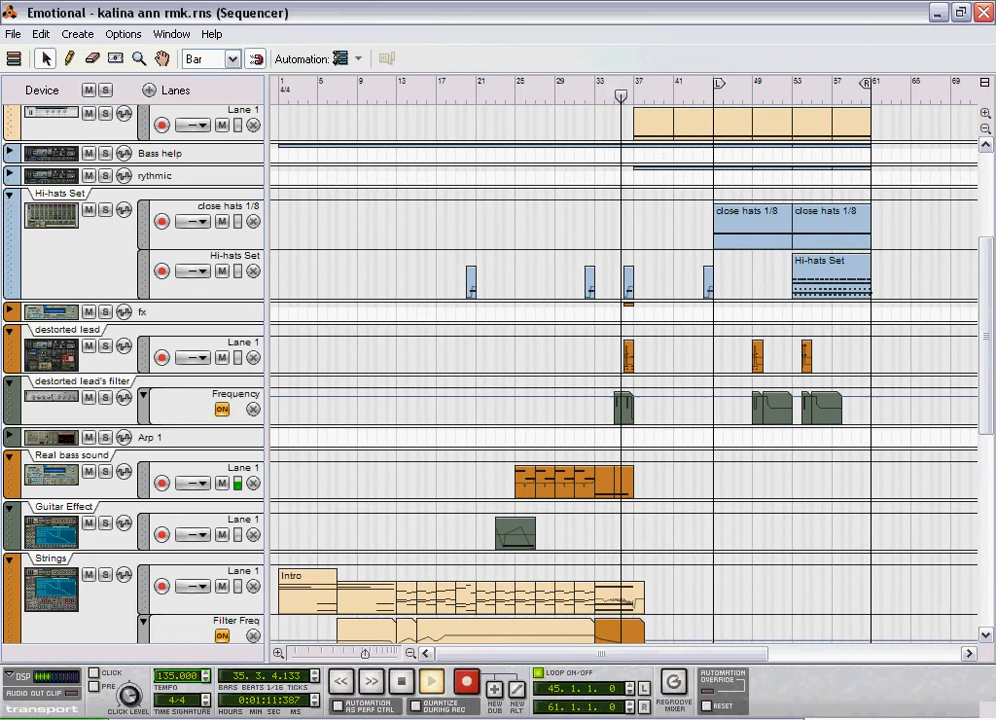 Emotional - kalina ann rmk.rns (Sequencer)
File Edit Create Options Window Help
Bar Automation:
Device M S Lanes
1 5 9 13 17 21 25 29 33 37 41 L 49 53 57 R 61 65 69
4/4
Lane 1
M S M
M S Bass help
M S rythmic
Hi-hats Set
close hats 1/8
M S M
close hats 1/8 close hats 1/8
Hi-hats Set
M
Hi-hats Set
M S fx
distorted lead
Lane 1
M S M
distorted lead's filter
Frequency
M S
ON
M S Arp 1
Real bass sound
Lane 1
M S M
Guitar Effect
Lane 1
M S M
Strings
Lane 1
M S M
Intro
Filter Freq
ON
DSP
AUDIO OUT CLIP
transport
CLICK
PRE
CLICK LEVEL
135.000
TEMPO
4/4
TIME SIGNATURE
35. 3. 4.133
BARS BEATS 1/16 TICKS
0:01:11:387
HOURS MIN SEC MS
AUTOMATION AS PERF CTRL
QUANTIZE DURING REC
NEW DUB
NEW ALT
LOOP ON/OFF
45. 1. 1. 0 L
61. 1. 1. 0 R
REGROOVE MIXER
AUTOMATION OVERRIDE
RESET